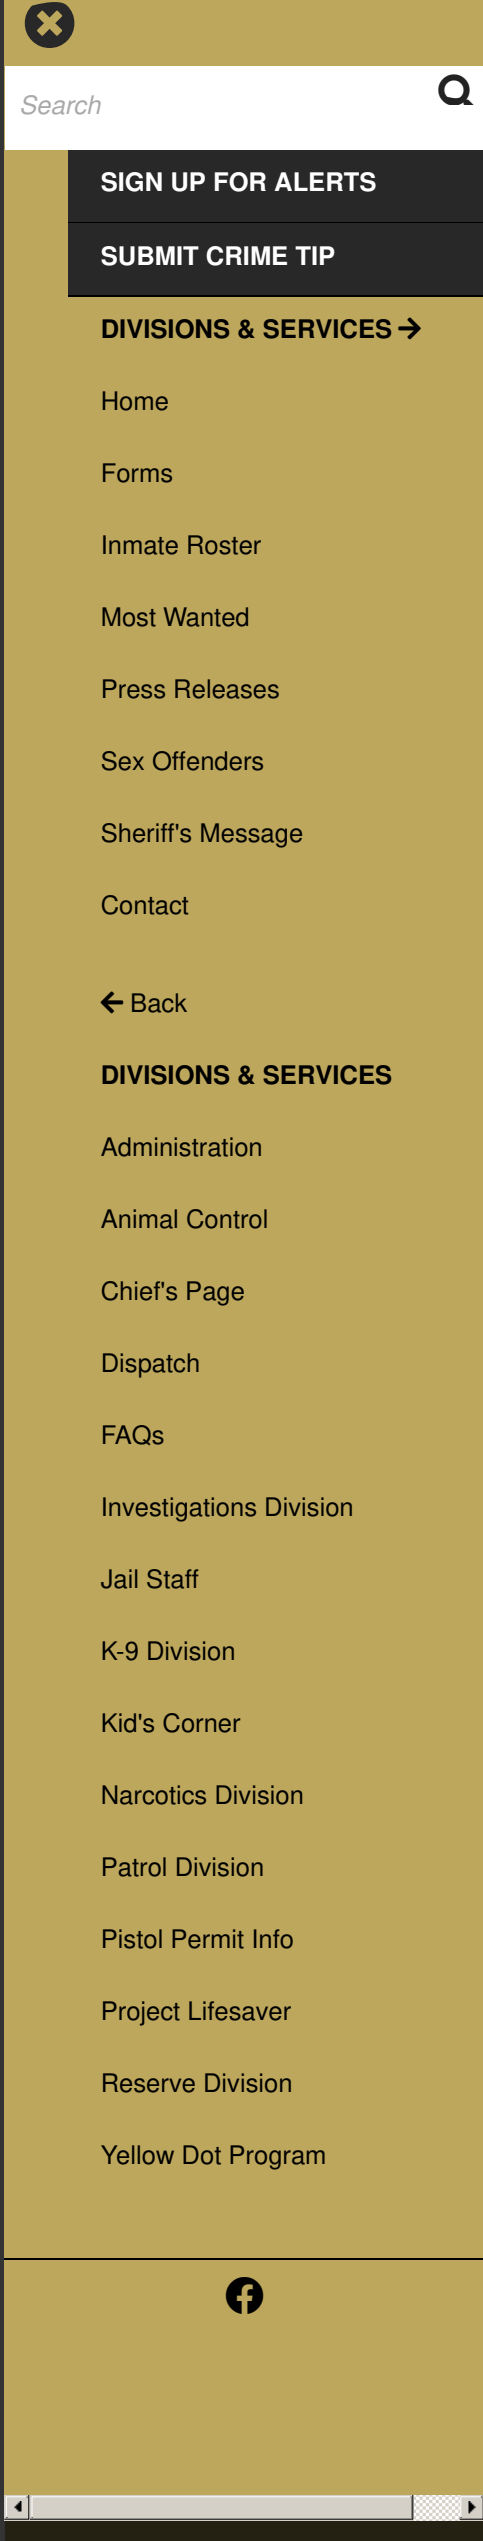 Search
SIGN UP FOR ALERTS
SUBMIT CRIME TIP
DIVISIONS & SERVICES
Home
Forms
Inmate Roster
Most Wanted
Press Releases
Sex Offenders
Sheriff's Message
Contact
Back
DIVISIONS & SERVICES
Administration
Animal Control
Chief's Page
Dispatch
FAQs
Investigations Division
Jail Staff
K-9 Division
Kid's Corner
Narcotics Division
Patrol Division
Pistol Permit Info
Project Lifesaver
Reserve Division
Yellow Dot Program